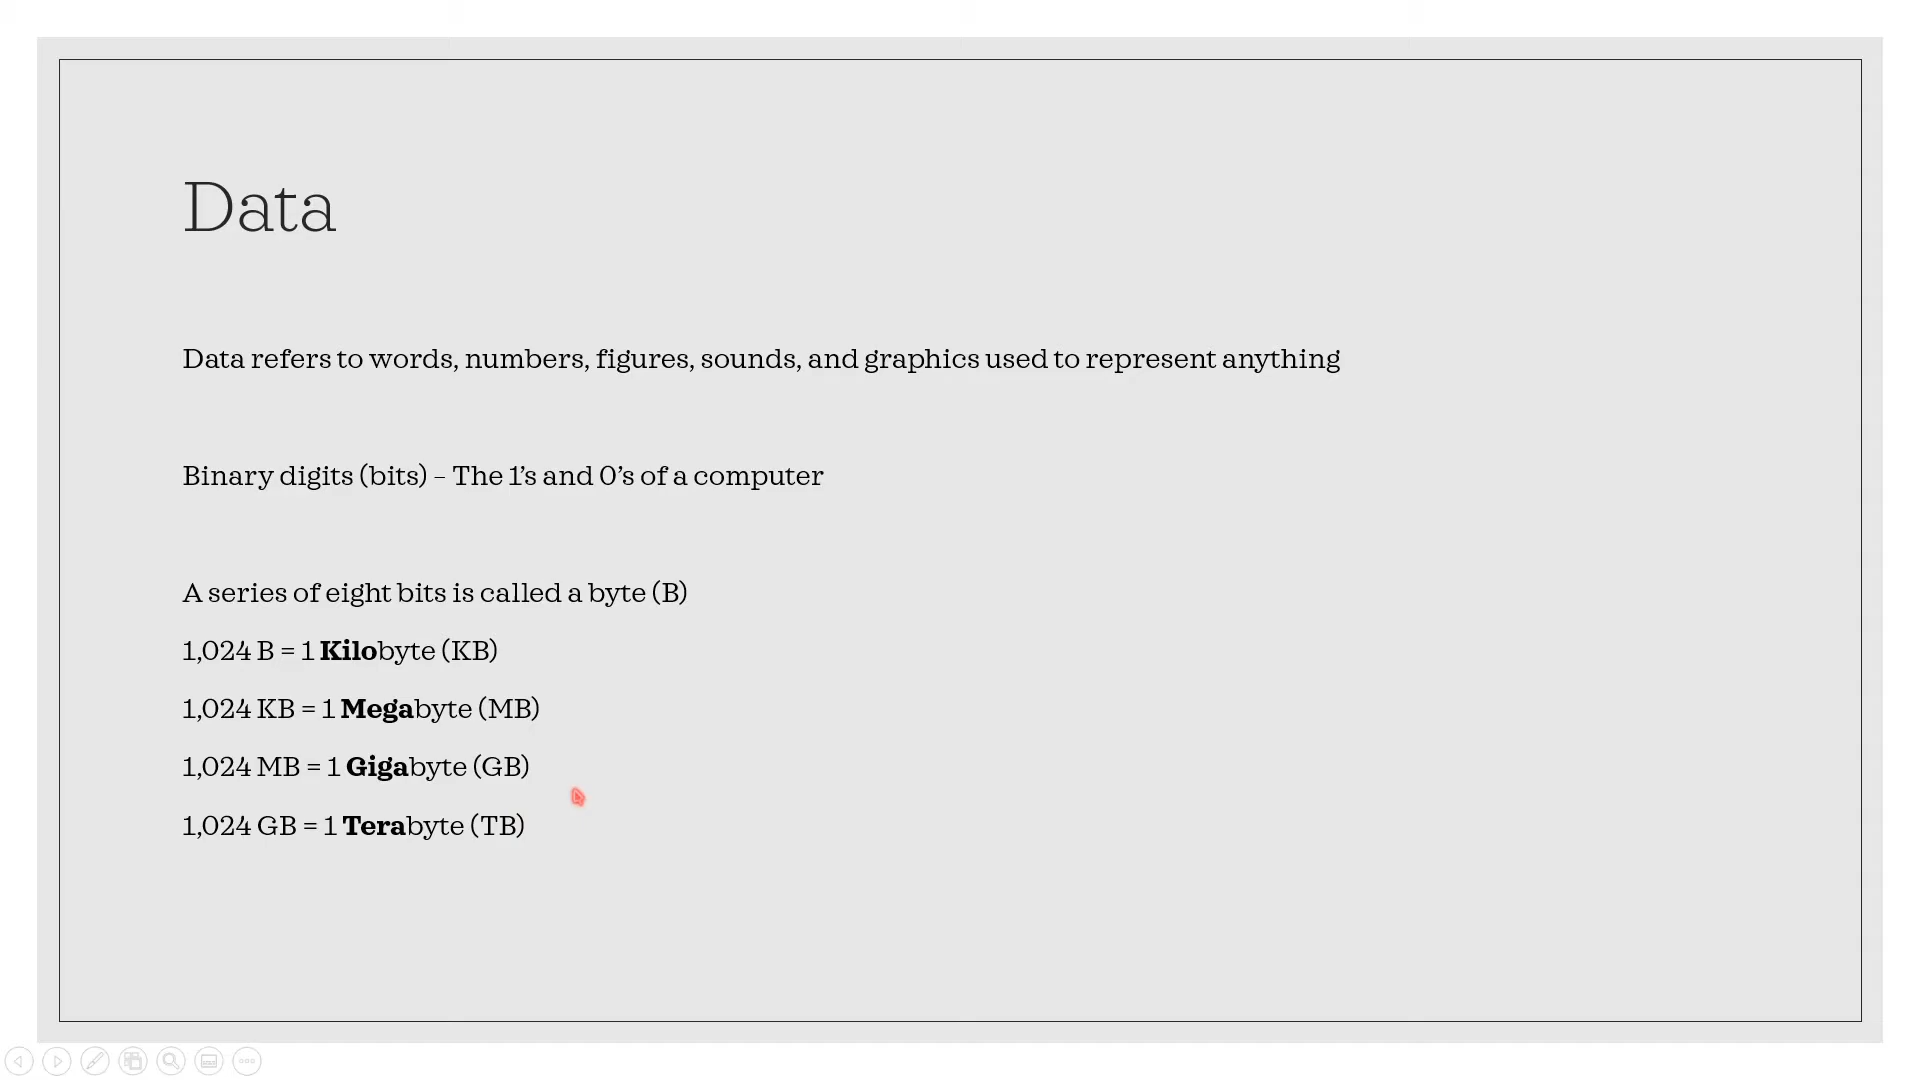 Data
Data refers to words, numbers, figures, sounds, and graphics used to represent anything
Binary digits (bits) – The 1’s and 0’s of a computer
A series of eight bits is called a byte (B)
1,024 B = 1 Kilobyte (KB)
1,024 KB = 1 Megabyte (MB)
1,024 MB = 1 Gigabyte (GB)
1,024 GB = 1 Terabyte (TB)